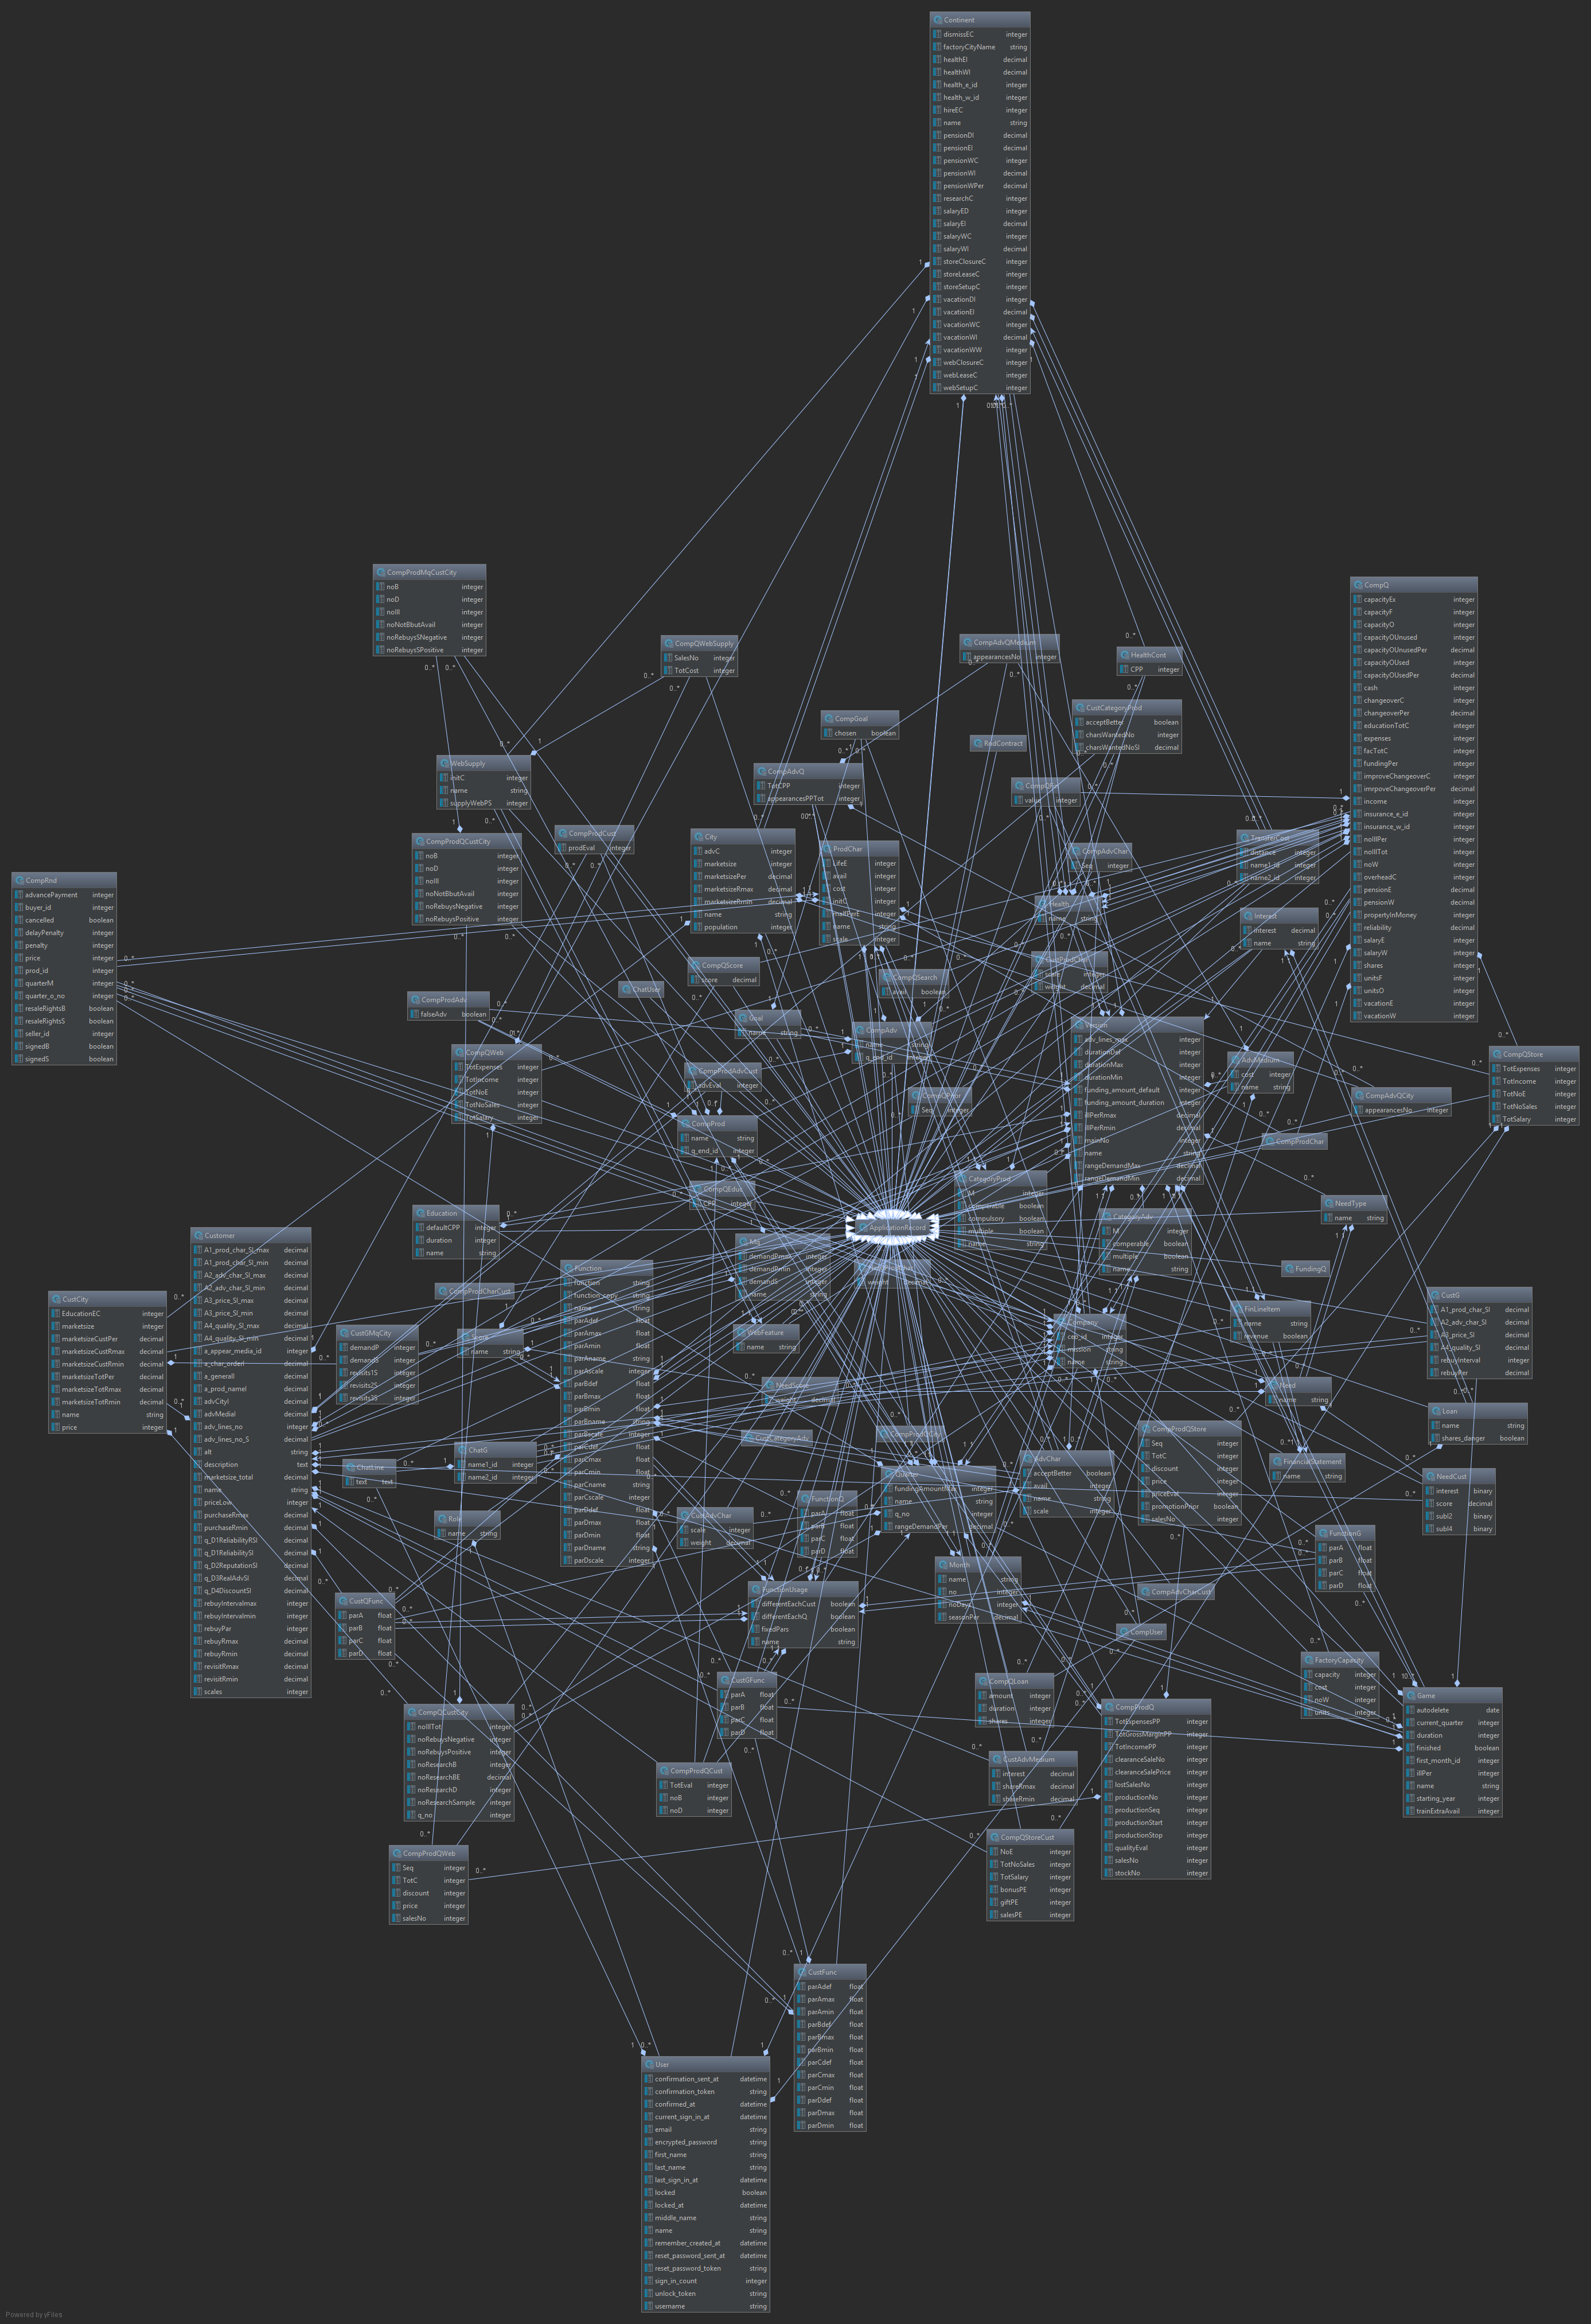 Continent
dismissEC integer
factoryCityName string
healthEI decimal
healthWI decimal
health_e_id integer
health_w_id integer
hireEC integer
name string
pensionDI decimal
pensionEI decimal
pensionWC integer
pensionWI decimal
pensionWPer decimal
researchC integer
salaryED integer
salaryEI decimal
salaryWC integer
salaryWI decimal
storeClosureC integer
storeLeaseC integer
storeSetupC integer
vacationDI integer
vacationEI decimal
vacationWC integer
vacationWI decimal
vacationWW integer
webClosureC integer
webLeaseC integer
webSetupC integer
CompProdMqCustCity
noB integer
noD integer
noIll integer
noNotBbutAvail integer
noRebuysSNegative integer
noRebuysSPositive integer
CompQ
capacityEx integer
capacityF integer
capacityO integer
capacityOUnused integer
capacityOUnusedPer decimal
capacityOUsed integer
capacityOUsedPer decimal
cash integer
changeoverC integer
changeoverPer decimal
educationTotC integer
expenses integer
facTotC integer
fundingPer integer
improveChangeoverC integer
imrpoveChangeoverPer decimal
income integer
insurance_e_id integer
insurance_w_id integer
noIllPer integer
noIllTot integer
noW integer
overheadC integer
pensionE decimal
pensionW decimal
propertyInMoney integer
reliability decimal
salaryE integer
salaryW integer
shares integer
unitsF integer
unitsO integer
vacationE integer
vacationW integer
CompQWebSupply
SalesNo integer
TotCost integer
CompAdvQMedium
appearancesNo integer
HealthCont
CPP integer
CustCategoryProd
acceptBetter boolean
charsWantedNo integer
charsWantedNoSI decimal
CompGoal
chosen boolean
RndContract
WebSupply
initC integer
name string
supplyWebPS integer
CompAdvQ
TotCPP integer
appearancesPPTot integer
value integer
CompProdCust
prodEval integer
City
advC integer
marketsize integer
marketsizePer decimal
marketsizeRmax decimal
marketsizeRmin decimal
name string
population integer
ProdChar
LifeE integer
avail integer
cost integer
initC integer
name string
scale integer
CompProdQCustCity
noB integer
noD integer
noIll integer
noNotBbutAvail integer
noRebuysNegative integer
noRebuysPositive integer
CompAdvChar
Seq integer
TransferCost
distance integer
name1_id integer
name2_id integer
CompRnd
advancePayment integer
buyer_id integer
cancelled boolean
delayPenalty integer
penalty integer
price integer
prod_id integer
quarterM integer
quarter_o_no integer
resaleRightsB boolean
resaleRightsS boolean
seller_id integer
signedB boolean
signedS boolean
Health
name string
Interest
interest decimal
name string
CompQScore
score decimal
CompQSearch
avail boolean
scale integer
weight decimal
ChatUser
CompProdAdv
falseAdv boolean
Goal
name string
CompAdv
name string
q_end_id integer
Version
adv_lines_max integer
durationDel integer
durationMax integer
durationMin integer
funding_amount_default integer
funding_amount_duration integer
illPerRmax decimal
illPerRmin decimal
mainNo integer
name string
rangeDemandMax decimal
rangeDemandMin decimal
CompQWeb
TotExpenses integer
TotIncome integer
TotNoE integer
TotNoSales integer
TotSalary integer
CompProdAdvCust
advEval integer
AdvMedium
cost integer
name string
CompQStore
TotExpenses integer
TotIncome integer
TotNoE integer
TotNoSales integer
TotSalary integer
CompAdvQCity
appearancesNo integer
Seq integer
CompProd
name string
q_end_id integer
CompProdChar
CompQEduc
CPP integer
CategoryProd
M integer
comparable boolean
compulsory boolean
multiple boolean
name string
NeedType
name string
Education
defaultCPP integer
duration integer
name string
ApplicationRecord
CategoryAdv
M integer
comperable boolean
multiple boolean
name string
Customer
A1_prod_char_SI_max decimal
A1_prod_char_SI_min decimal
A2_adv_char_SI_max decimal
A2_adv_char_SI_min decimal
A3_price_SI_max decimal
A3_price_SI_min decimal
A4_quality_SI_max decimal
A4_quality_SI_min decimal
a_appear_media_id integer
a_char_orderI decimal
a_generalI decimal
a_prod_nameI decimal
advCityI decimal
advMediaI decimal
adv_lines_no integer
adv_lines_no_S decimal
alt string
description text
marketsize_total decimal
name string
priceLow integer
purchaseRmax decimal
purchaseRmin decimal
q_D1ReliabilityRSI decimal
q_D1ReliabilitySI decimal
q_D2ReputationSI decimal
q_D3RealAdvSI decimal
q_D4DiscountSI decimal
rebuyIntervalmax integer
rebuyIntervalmin integer
rebuyPar integer
rebuyRmax decimal
rebuyRmin decimal
revisitRmax decimal
revisitRmin decimal
scales integer
Mq
demandPmax integer
demandPmin integer
demandS integer
name string
FundingQ
Function
function string
function_copy string
name string
parAdef float
parAmax float
parAmin float
parAname string
parAscale integer
parBdef float
parBmax float
parBmin float
parBname string
parBscale integer
parCdef float
parCmax float
parCmin float
parCname string
parCscale integer
parDdef float
parDmax float
parDmin float
parDname string
parDscale integer
CustCity
EducationEC integer
marketsize integer
marketsizeCustPer decimal
marketsizeCustRmax decimal
marketsizeCustRmin decimal
marketsizeTotPer decimal
marketsizeTotRmax decimal
marketsizeTotRmin decimal
name string
price integer
CompProdCharCust
CustG
A1_prod_char_SI decimal
A2_adv_char_SI decimal
A3_price_SI decimal
A4_quality_SI decimal
rebuyInterval integer
rebuyPer decimal
FinLineItem
name string
revenue boolean
Company
ceo_id integer
mission string
name string
CustGMqCity
demandP integer
demandS integer
revisits1S integer
revisits2S integer
revisits3S integer
Score
name string
WebFeature
name string
Need
name string
Loan
name string
shares_danger boolean
CompProdQStore
Seq integer
TotC integer
discount integer
price integer
priceEval integer
promotionPrior boolean
salesNo integer
CustCategoryAdv
CompProdQCity
ChatG
name1_id integer
name2_id integer
AdvChar
acceptBetter boolean
avail integer
name string
scale integer
FinancialStatement
name string
ChatLine
text text
Quarter
fundingAmountMax integer
name string
q_no integer
rangeDemandPer decimal
NeedCust
interest binary
score decimal
subl2 binary
subl4 binary
FunctionQ
parA float
parB float
parC float
parD float
Role
name string
CustAdvChar
scale integer
weight decimal
FunctionG
parA float
parB float
parC float
parD float
Month
name string
no integer
noDays integer
seasonPer decimal
FunctionUsage
differentEachCust boolean
differentEachQ boolean
fixedPars boolean
name string
CompAdvCharCust
CustQFunc
parA float
parB float
parC float
parD float
CompUser
FactoryCapacity
capacity integer
cost integer
noW integer
units integer
CustGFunc
parA float
parB float
parC float
parD float
CompQLoan
amount integer
duration integer
shares integer
Game
autodelete date
current_quarter integer
duration integer
finished boolean
first_month_id integer
illPer integer
name string
starting_year integer
trainExtraAvail integer
CompProdQ
TotExpensesPP integer
TotGrossMarginPP integer
TotIncomePP integer
clearanceSaleNo integer
clearanceSalePrice integer
lostSalesNo integer
productionNo integer
productionSeq integer
productionStart integer
productionStop integer
qualityEval integer
salesNo integer
stockNo integer
CompQCustCity
noIllTot integer
noRebuysNegative integer
noRebuysPositive integer
noResearchB integer
noResearchBE decimal
noResearchD integer
noResearchSample integer
q_no integer
CustAdvMedium
interest decimal
shareRmax decimal
shareRmin decimal
CompProdQCust
TotEval integer
noB integer
noD integer
CompQStoreCust
NoE integer
TotNoSales integer
TotSalary integer
bonusPE integer
giftPE integer
salesPE integer
CompProdQWeb
Seq integer
TotC integer
discount integer
price integer
salesNo integer
CustFunc
parAdef float
parAmax float
parAmin float
parBdef float
parBmax float
parBmin float
parCdef float
parCmax float
parCmin float
parDdef float
parDmax float
parDmin float
User
confirmation_sent_at datetime
confirmation_token string
confirmed_at datetime
current_sign_in_at datetime
email string
encrypted_password string
first_name string
last_name string
last_sign_in_at datetime
locked boolean
locked_at datetime
middle_name string
name string
remember_created_at datetime
reset_password_sent_at datetime
reset_password_token string
sign_in_count integer
unlock_token string
username string
Powered by yFiles